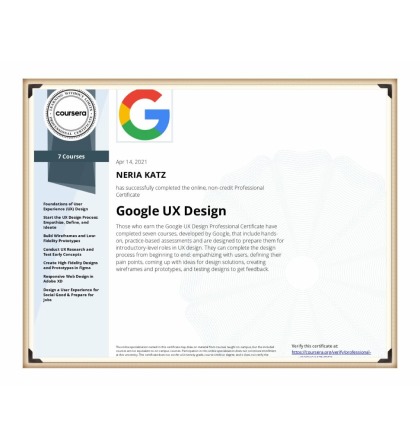 coursera
7 Courses
Foundations of User
Experience (UX) Design
Start the UX Design Process:
Empathize, Define, and
Ideate
Build Wireframes and Low-
Fidelity Prototypes
Conduct UX Research and
Test Early Concepts
Create High-Fidelity Designs
and Prototypes in Figma
Responsive Web Design in
Adobe XD
Design a User Experience for
Social Good & Prepare for
Jobs
Apr 14, 2021
NERIA KATZ
has successfully completed the online, non-credit Professional
Certificate
Google UX Design
Those who earn the Google UX Design Professional Certificate have
completed seven courses, developed by Google, that include hands-
on, practice-based assessments and are designed to prepare them for
introductory-level roles in UX design. They can complete the design
process from beginning to end: empathizing with users, defining their
pain points, coming up with ideas for design solutions, creating
wireframes and prototypes, and testing designs to get feedback.
Verify this certificate at:
https://coursera.org/verify/professional-